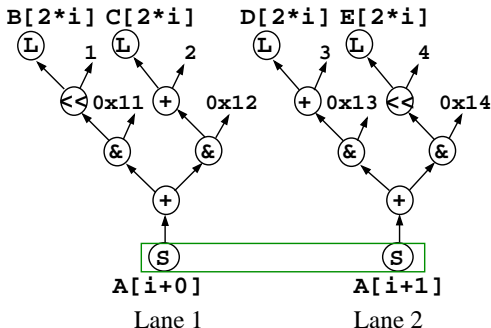 B[2*i] C[2*i] D[2*i] E[2*i]
L L L L
1 2 3 4
<< + + <<
0x11 0x12 0x13 0x14
& & & &
+ +
S S
A[i+0] A[i+1]
Lane 1 Lane 2